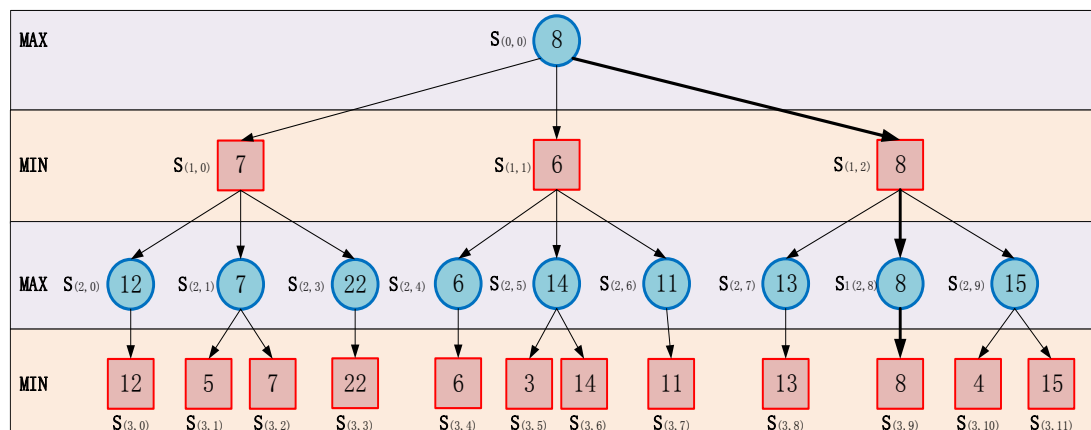 MAX S(0,0) 8
MIN S(1,0) 7 S(1,1) 6 S(1,2) 8
MAX S(2,0) 12 S(2,1) 7 S(2,3) 22 S(2,4) 6 S(2,5) 14 S(2,6) 11 S(2,7) 13 S1(2,8) 8 S(2,9) 15
MIN 12 5 7 22 6 3 14 11 13 8 4 15
S(3,0) S(3,1) S(3,2) S(3,3) S(3,4) S(3,5) S(3,6) S(3,7) S(3,8) S(3,9) S(3,10) S(3,11)